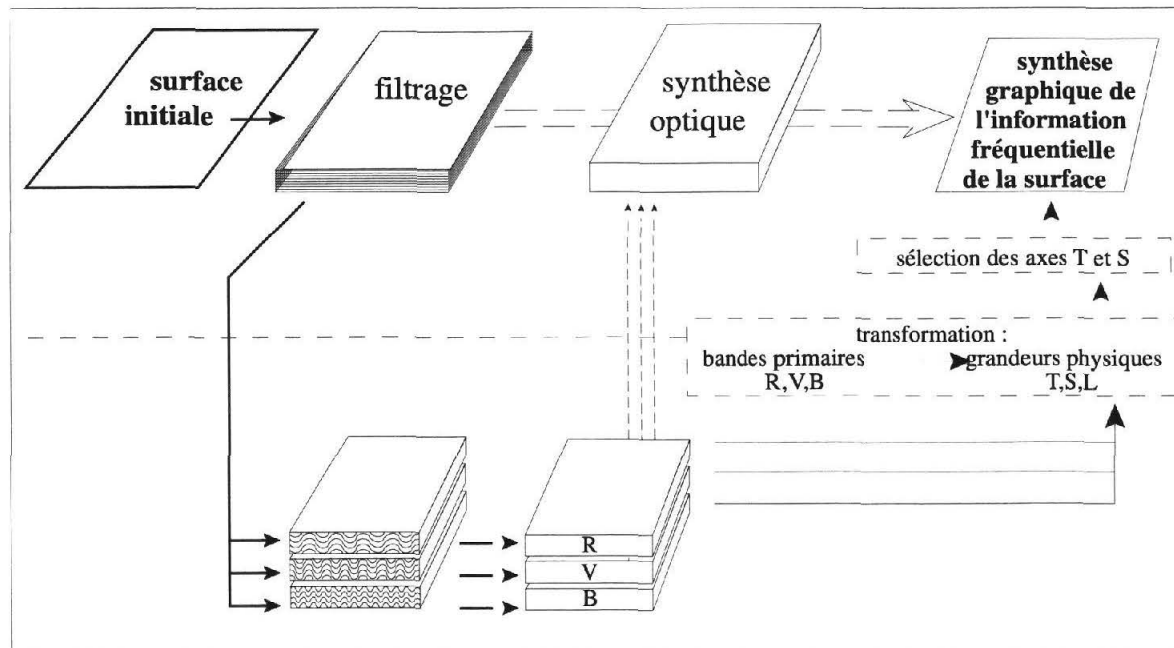 surface
initiale
filtrage
synthèse
optique
synthèse
graphique de
l'information
fréquentielle
de la surface
sélection des axes T et S
transformation :
bandes primaires
R,V,B
grandeurs physiques
T,S,L
R
V
B